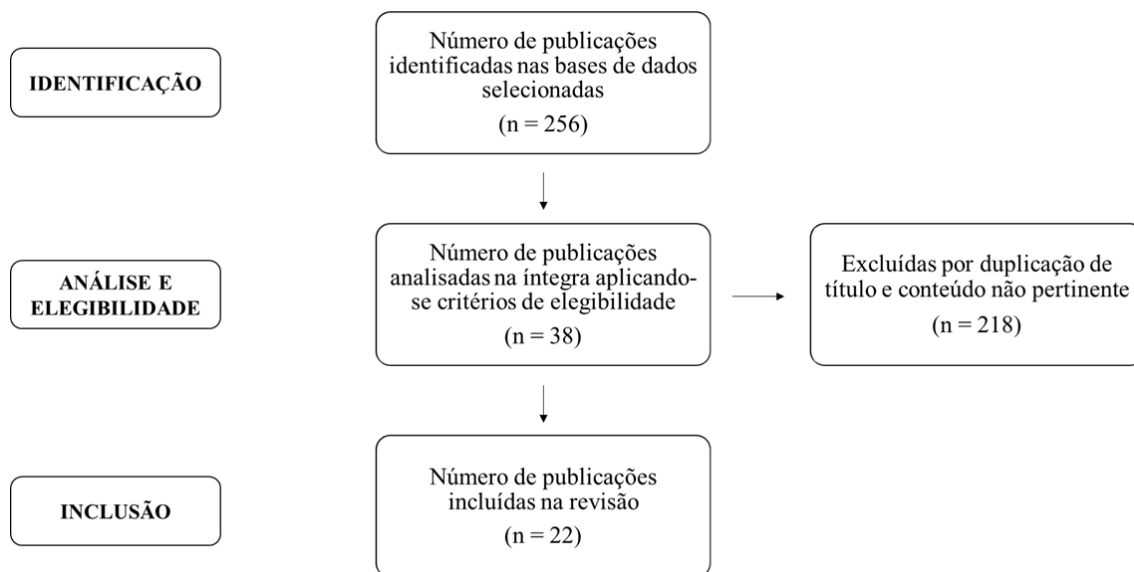 IDENTIFICAÇÃO
Número de publicações
identificadas nas bases de dados
selecionadas
(n = 256)
ANÁLISE E
ELEGIBILIDADE
Número de publicações
analisadas na íntegra aplicando-
se critérios de elegibilidade
(n = 38)
Excluídas por duplicação de
título e conteúdo não pertinente
(n = 218)
INCLUSÃO
Número de publicações
incluídas na revisão
(n = 22)